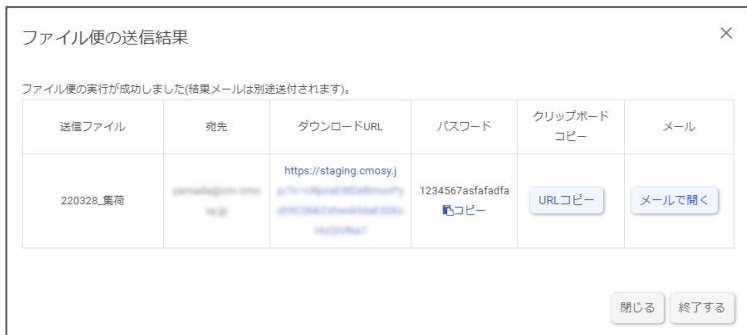 ファイル便の送信結果
ファイル便の実行が成功しました(結果メールは別途送付されます)。
送信ファイル
宛先
ダウンロードURL
パスワード
クリップボード
コピー
メール
220328_集荷
https://staging.cmosy.j
1234567asfafadfa
コピー
URLコピー
メールで開く
閉じる
終了する